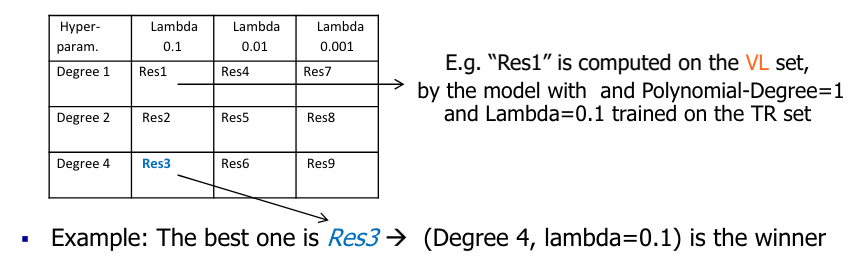 Hyper- Lambda Lambda Lambda
param. 0.1 0.01 0.001
Degree 1 Res1 Res4 Res7
Degree 2 Res2 Res5 Res8
Degree 4 Res3 Res6 Res9
E.g. “Res1” is computed on the VL set,
by the model with and Polynomial-Degree=1
and Lambda=0.1 trained on the TR set
▪ Example: The best one is Res3 → (Degree 4, lambda=0.1) is the winner